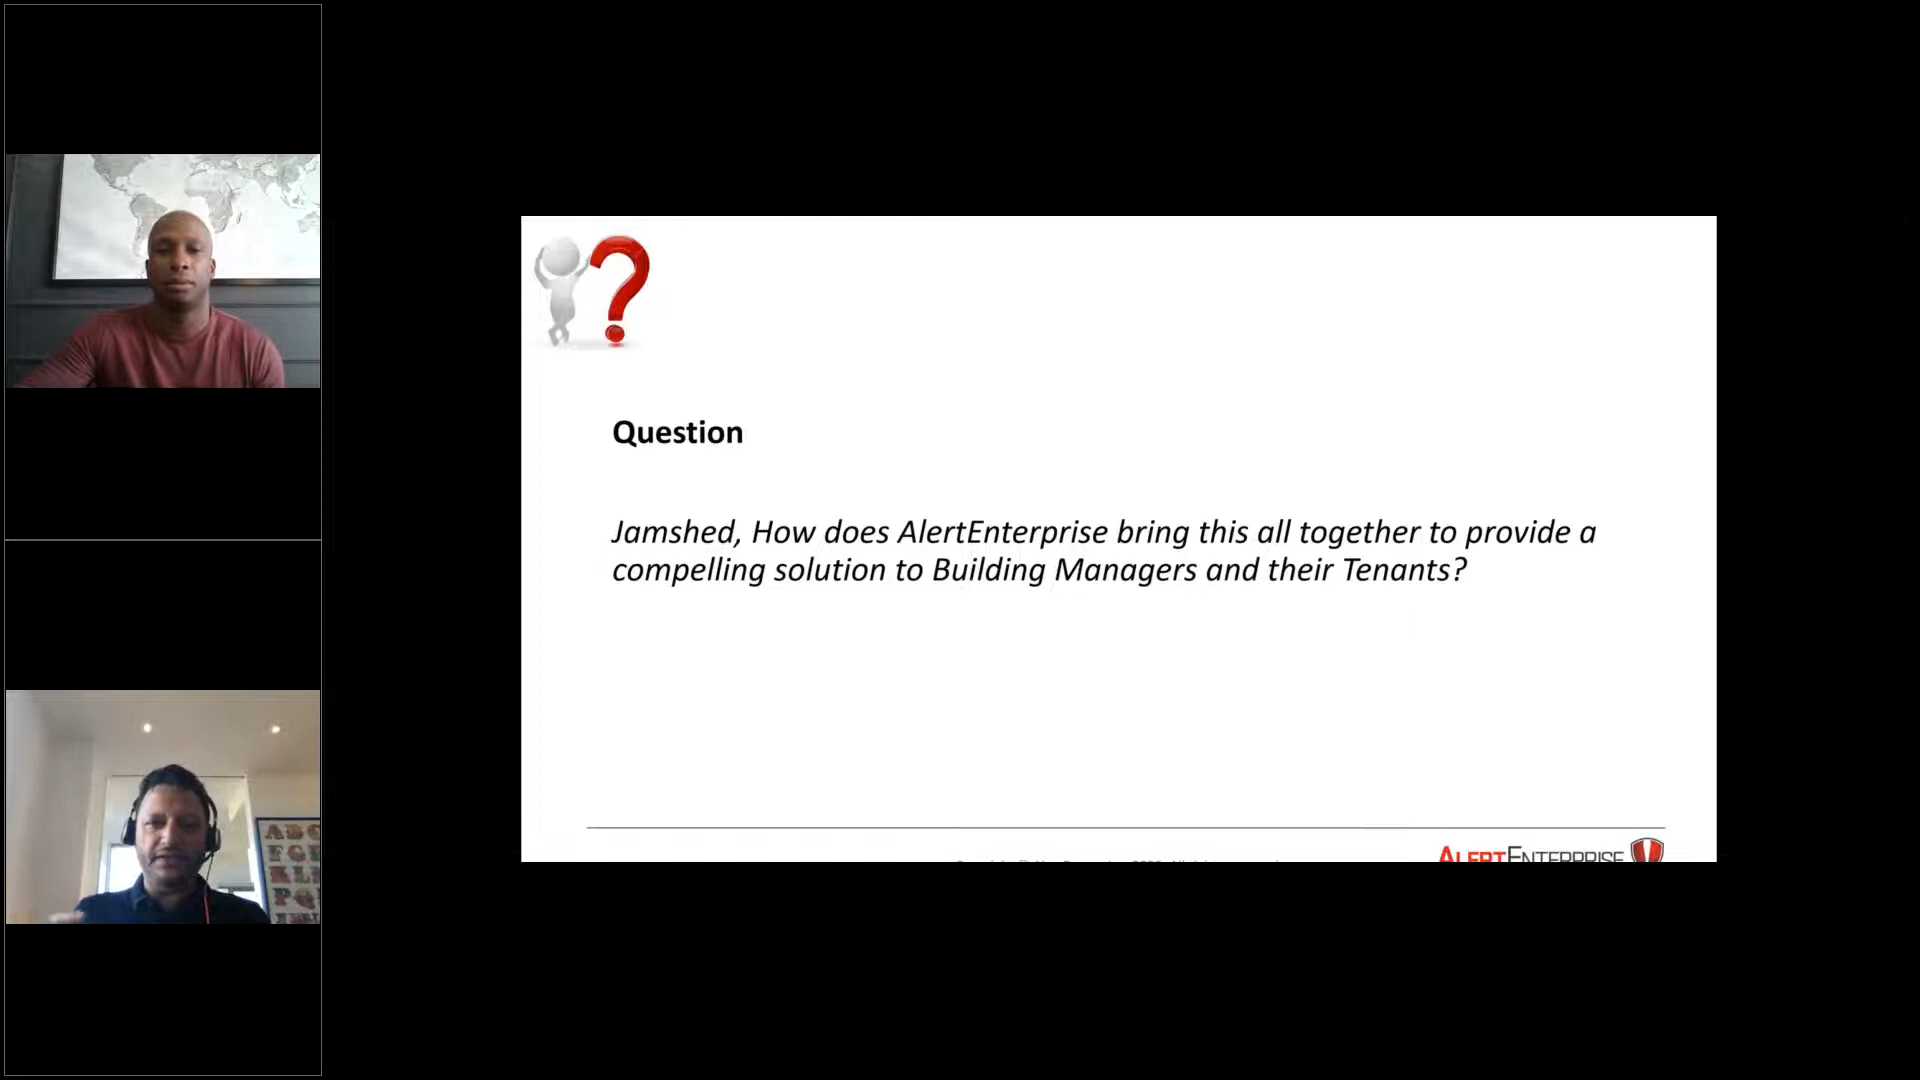 Question
Jamshed, How does AlertEnterprise bring this all together to provide a
compelling solution to Building Managers and their Tenants?
ALERTENTERPRISE